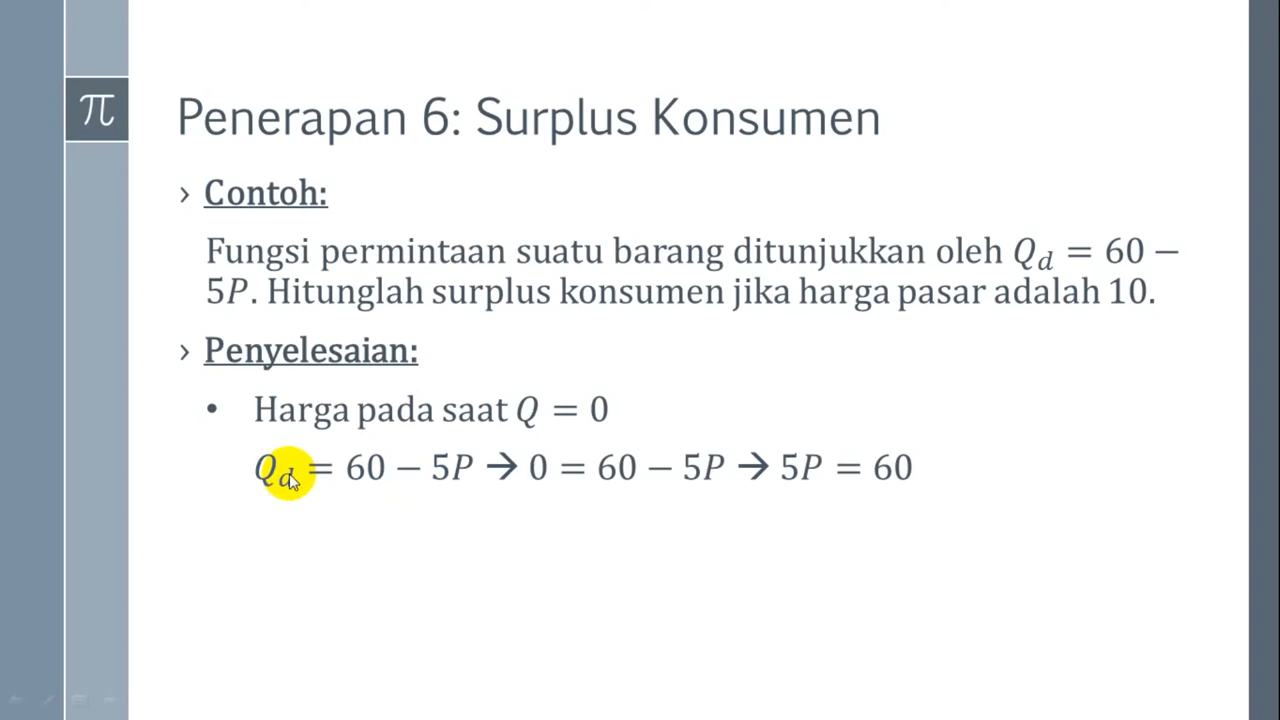 π
Penerapan 6: Surplus Konsumen
› Contoh:
Fungsi permintaan suatu barang ditunjukkan oleh Q_d = 60 −
5P. Hitunglah surplus konsumen jika harga pasar adalah 10.
› Penyelesaian:
• Harga pada saat Q = 0
Q_d = 60 − 5P → 0 = 60 − 5P → 5P = 60